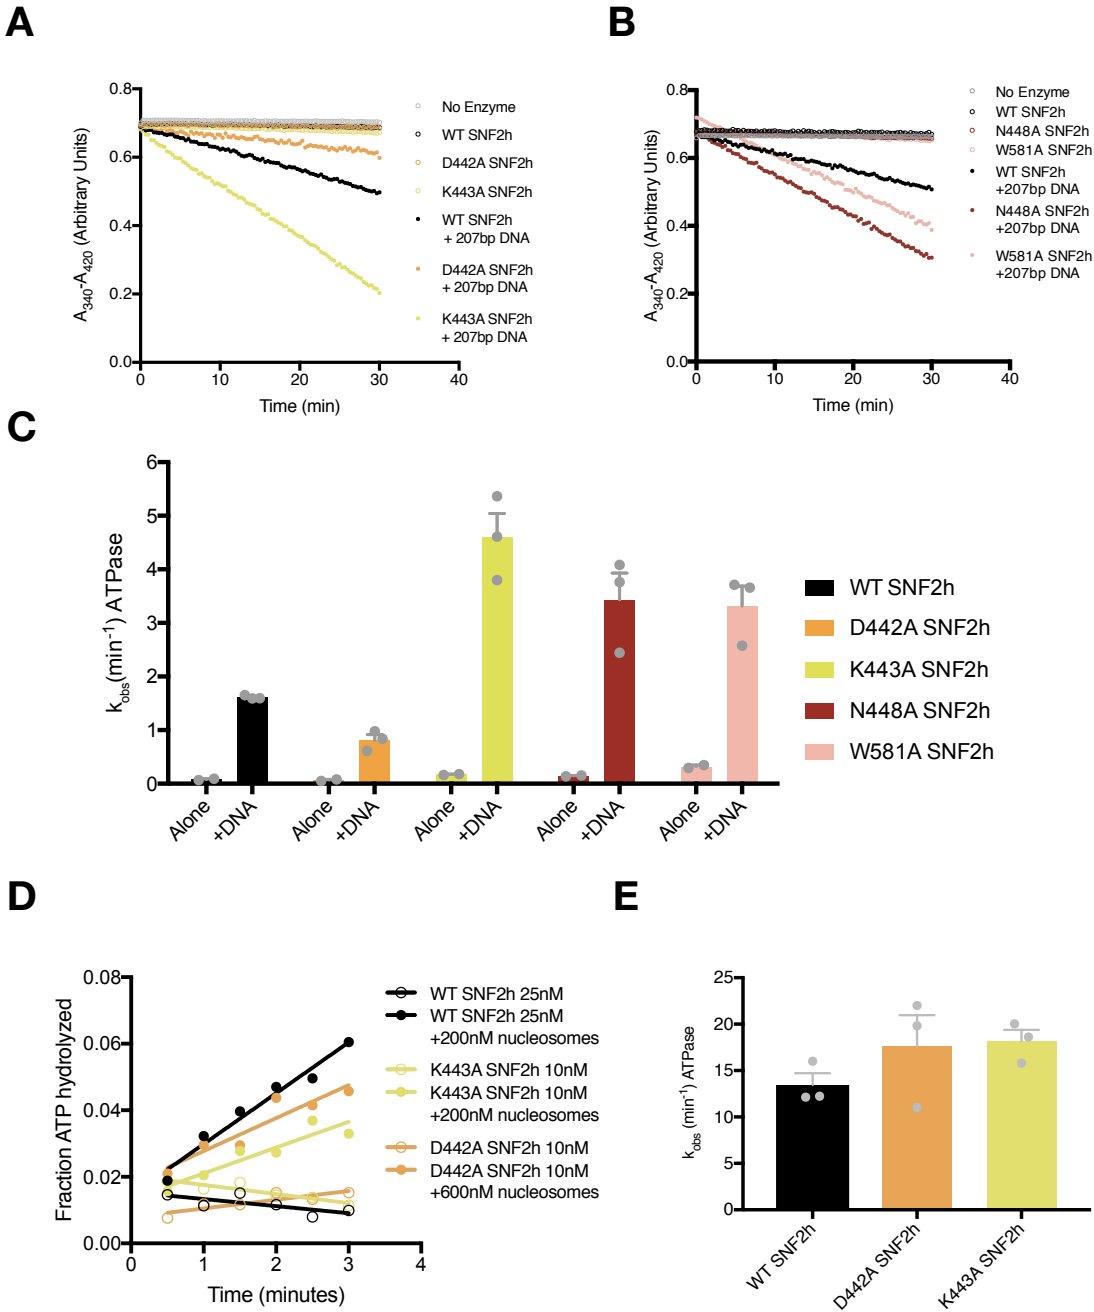 A
0.8
0.6
0.4
0.2
0.0
A340-A420 (Arbitrary Units)
0
10
20
30
40
Time (min)
No Enzyme
WT SNF2h
D442A SNF2h
K443A SNF2h
WT SNF2h
+ 207bp DNA
D442A SNF2h
+ 207bp DNA
K443A SNF2h
+ 207bp DNA
B
0.8
0.6
0.4
0.2
0.0
A340-A420 (Arbitrary Units)
0
10
20
30
40
Time (min)
No Enzyme
WT SNF2h
N448A SNF2h
W581A SNF2h
WT SNF2h
+207bp DNA
N448A SNF2h
+207bp DNA
W581A SNF2h
+207bp DNA
C
6
5
4
3
2
1
0
kobs(min-1) ATPase
Alone
+DNA
Alone
+DNA
Alone
+DNA
Alone
+DNA
Alone
+DNA
WT SNF2h
D442A SNF2h
K443A SNF2h
N448A SNF2h
W581A SNF2h
D
0.08
0.06
0.04
0.02
0.00
Fraction ATP hydrolyzed
0
1
2
3
4
Time (minutes)
WT SNF2h 25nM
WT SNF2h 25nM
+200nM nucleosomes
K443A SNF2h 10nM
K443A SNF2h 10nM
+200nM nucleosomes
D442A SNF2h 10nM
D442A SNF2h 10nM
+600nM nucleosomes
E
25
20
15
10
5
0
kobs (min-1) ATPase
WT SNF2h
D442A SNF2h
K443A SNF2h